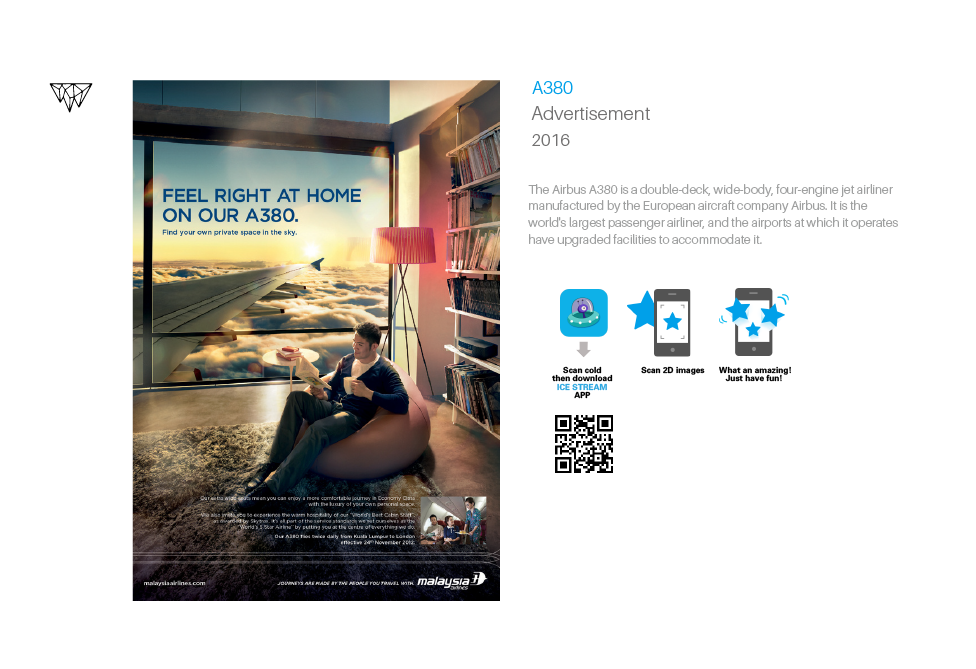 FEEL RIGHT AT HOME
ON OUR A380.
Find your own private space in the sky.
Our extra wide seats mean you can enjoy a more comfortable journey in Economy Class
with the luxury of your own personal space.
We also invite you to experience the warm hospitality of our "World's Best Cabin Staff",
as awarded by Skytrax. It's all part of the service standards we set ourselves as the
"World's 5 Star Airline" by putting you at the centre of everything we do.
Our A380 flies twice daily from Kuala Lumpur to London
effective 24th November 2012.
malaysiaairlines.com
JOURNEYS ARE MADE BY THE PEOPLE YOU TRAVEL WITH.
malaysia
airlines
A380
Advertisement
2016
The Airbus A380 is a double-deck, wide-body, four-engine jet airliner
manufactured by the European aircraft company Airbus. It is the
world's largest passenger airliner, and the airports at which it operates
have upgraded facilities to accommodate it.
Scan cold
then download
ICE STREAM
APP
Scan 2D images
What an amazing!
Just have fun!